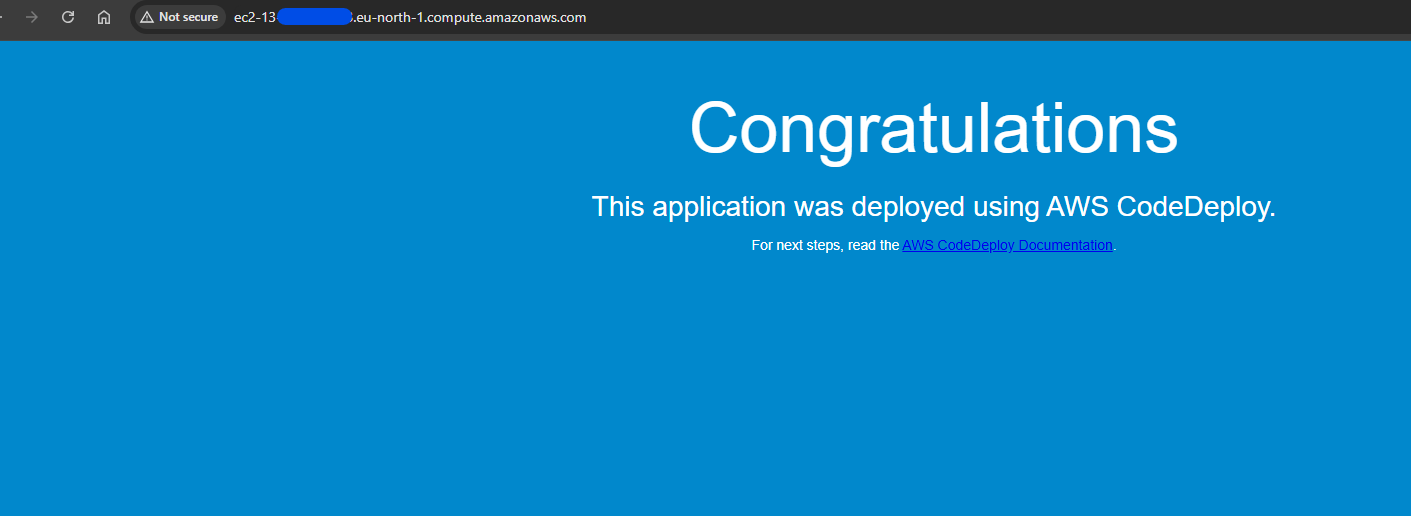 Not secure ec2-13 .eu-north-1.compute.amazonaws.com
Congratulations
This application was deployed using AWS CodeDeploy.
For next steps, read the AWS CodeDeploy Documentation.